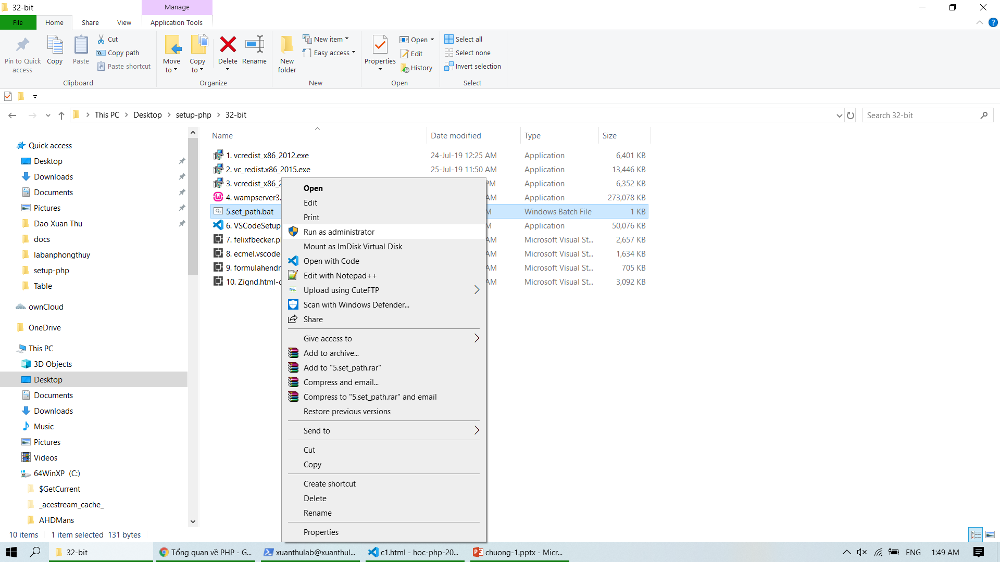 32-bit
Manage
File
Home
Share
View
Application Tools
Pin to Quick access
Copy
Paste
Cut
Copy path
Paste shortcut
Clipboard
Move to
Copy to
Delete
Rename
Organize
New folder
New item
Easy access
New
Properties
Open
Edit
History
Open
Select all
Select none
Invert selection
Select
This PC
Desktop
setup-php
32-bit
Search 32-bit
Quick access
Desktop
Downloads
Documents
Pictures
Dao Xuan Thu
docs
labanphongthuy
setup-php
Table
ownCloud
OneDrive
This PC
3D Objects
Desktop
Documents
Downloads
Music
Pictures
Videos
64WinXP (C:)
$GetCurrent
_acestream_cache_
AHDMans
Name Date modified Type Size
1. vcredist_x86_2012.exe 24-Jul-19 12:25 AM Application 6,401 KB
2. vc_redist.x86_2015.exe 25-Jul-19 11:50 AM Application 13,446 KB
3. vcredist_x86_2 PM Application 6,352 KB
4. wampserver3. AM Application 273,078 KB
5.set_path.bat M Windows Batch File 1 KB
6. VSCodeSetup M Application 50,076 KB
7. felixfbecker.p AM Microsoft Visual St... 2,657 KB
8. ecmel.vscode- AM Microsoft Visual St... 1,634 KB
9. formulahendr AM Microsoft Visual St... 705 KB
10. Zignd.html-c AM Microsoft Visual St... 3,092 KB
Open
Edit
Print
Run as administrator
Mount as ImDisk Virtual Disk
Open with Code
Edit with Notepad++
Upload using CuteFTP
Scan with Windows Defender...
Share
Give access to
Add to archive...
Add to "5.set_path.rar"
Compress and email...
Compress to "5.set_path.rar" and email
Restore previous versions
Send to
Cut
Copy
Create shortcut
Delete
Rename
Properties
10 items 1 item selected 131 bytes
32-bit
Tổng quan về PHP - G...
xuanthulab@xuanthul...
c1.html - hoc-php-20...
chuong-1.pptx - Micr...
ENG
1:49 AM